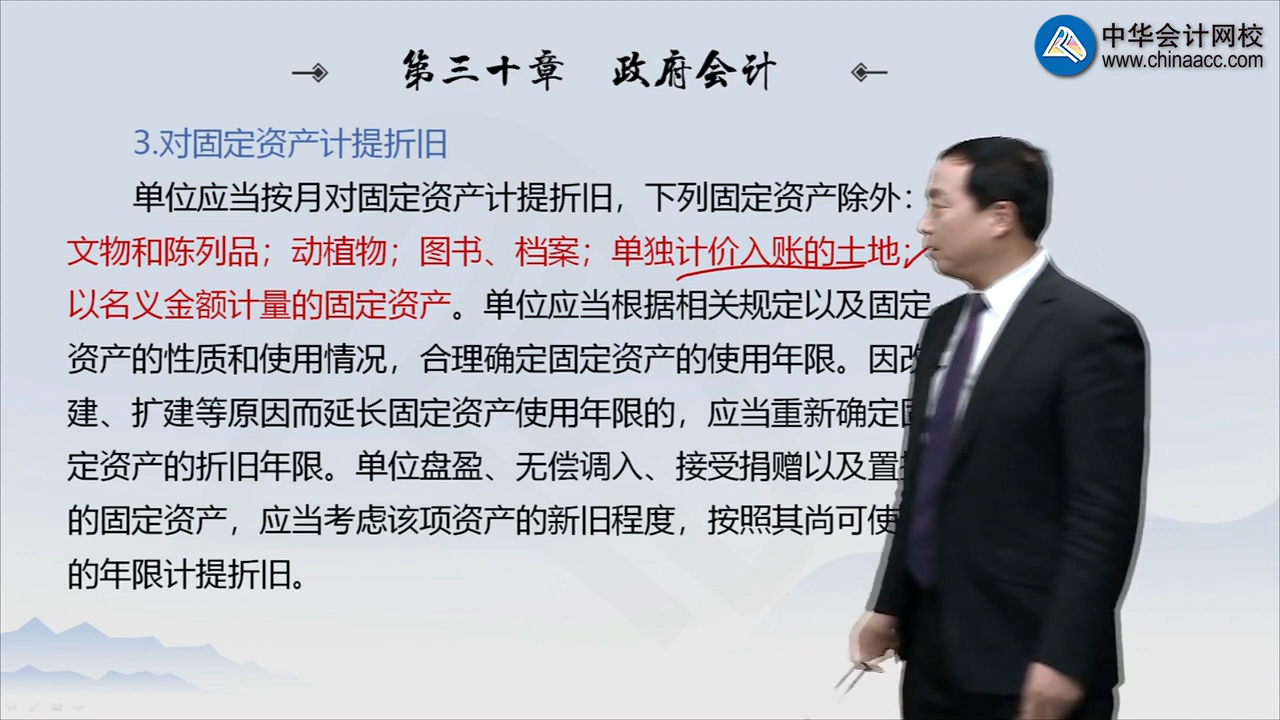 中华会计网校
www.chinaacc.com
第三十章 政府会计
3.对固定资产计提折旧
单位应当按月对固定资产计提折旧，下列固定资产除外：
文物和陈列品；动植物；图书、档案；单独计价入账的土地；
以名义金额计量的固定资产。单位应当根据相关规定以及固定
资产的性质和使用情况，合理确定固定资产的使用年限。因改
建、扩建等原因而延长固定资产使用年限的，应当重新确定固
定资产的折旧年限。单位盘盈、无偿调入、接受捐赠以及置
的固定资产，应当考虑该项资产的新旧程度，按照其尚可使
的年限计提折旧。